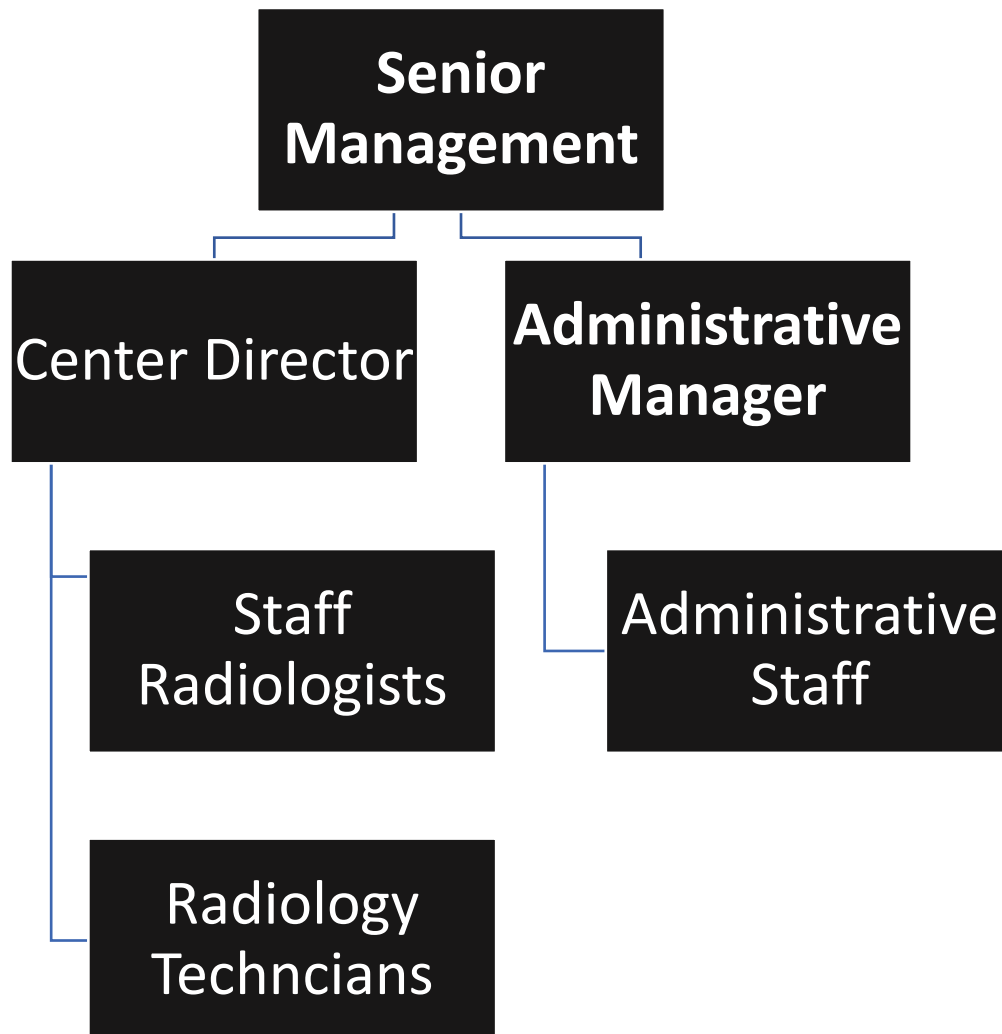 Senior
Management
Center Director
Administrative
Manager
Staff
Radiologists
Administrative
Staff
Radiology
Techncians